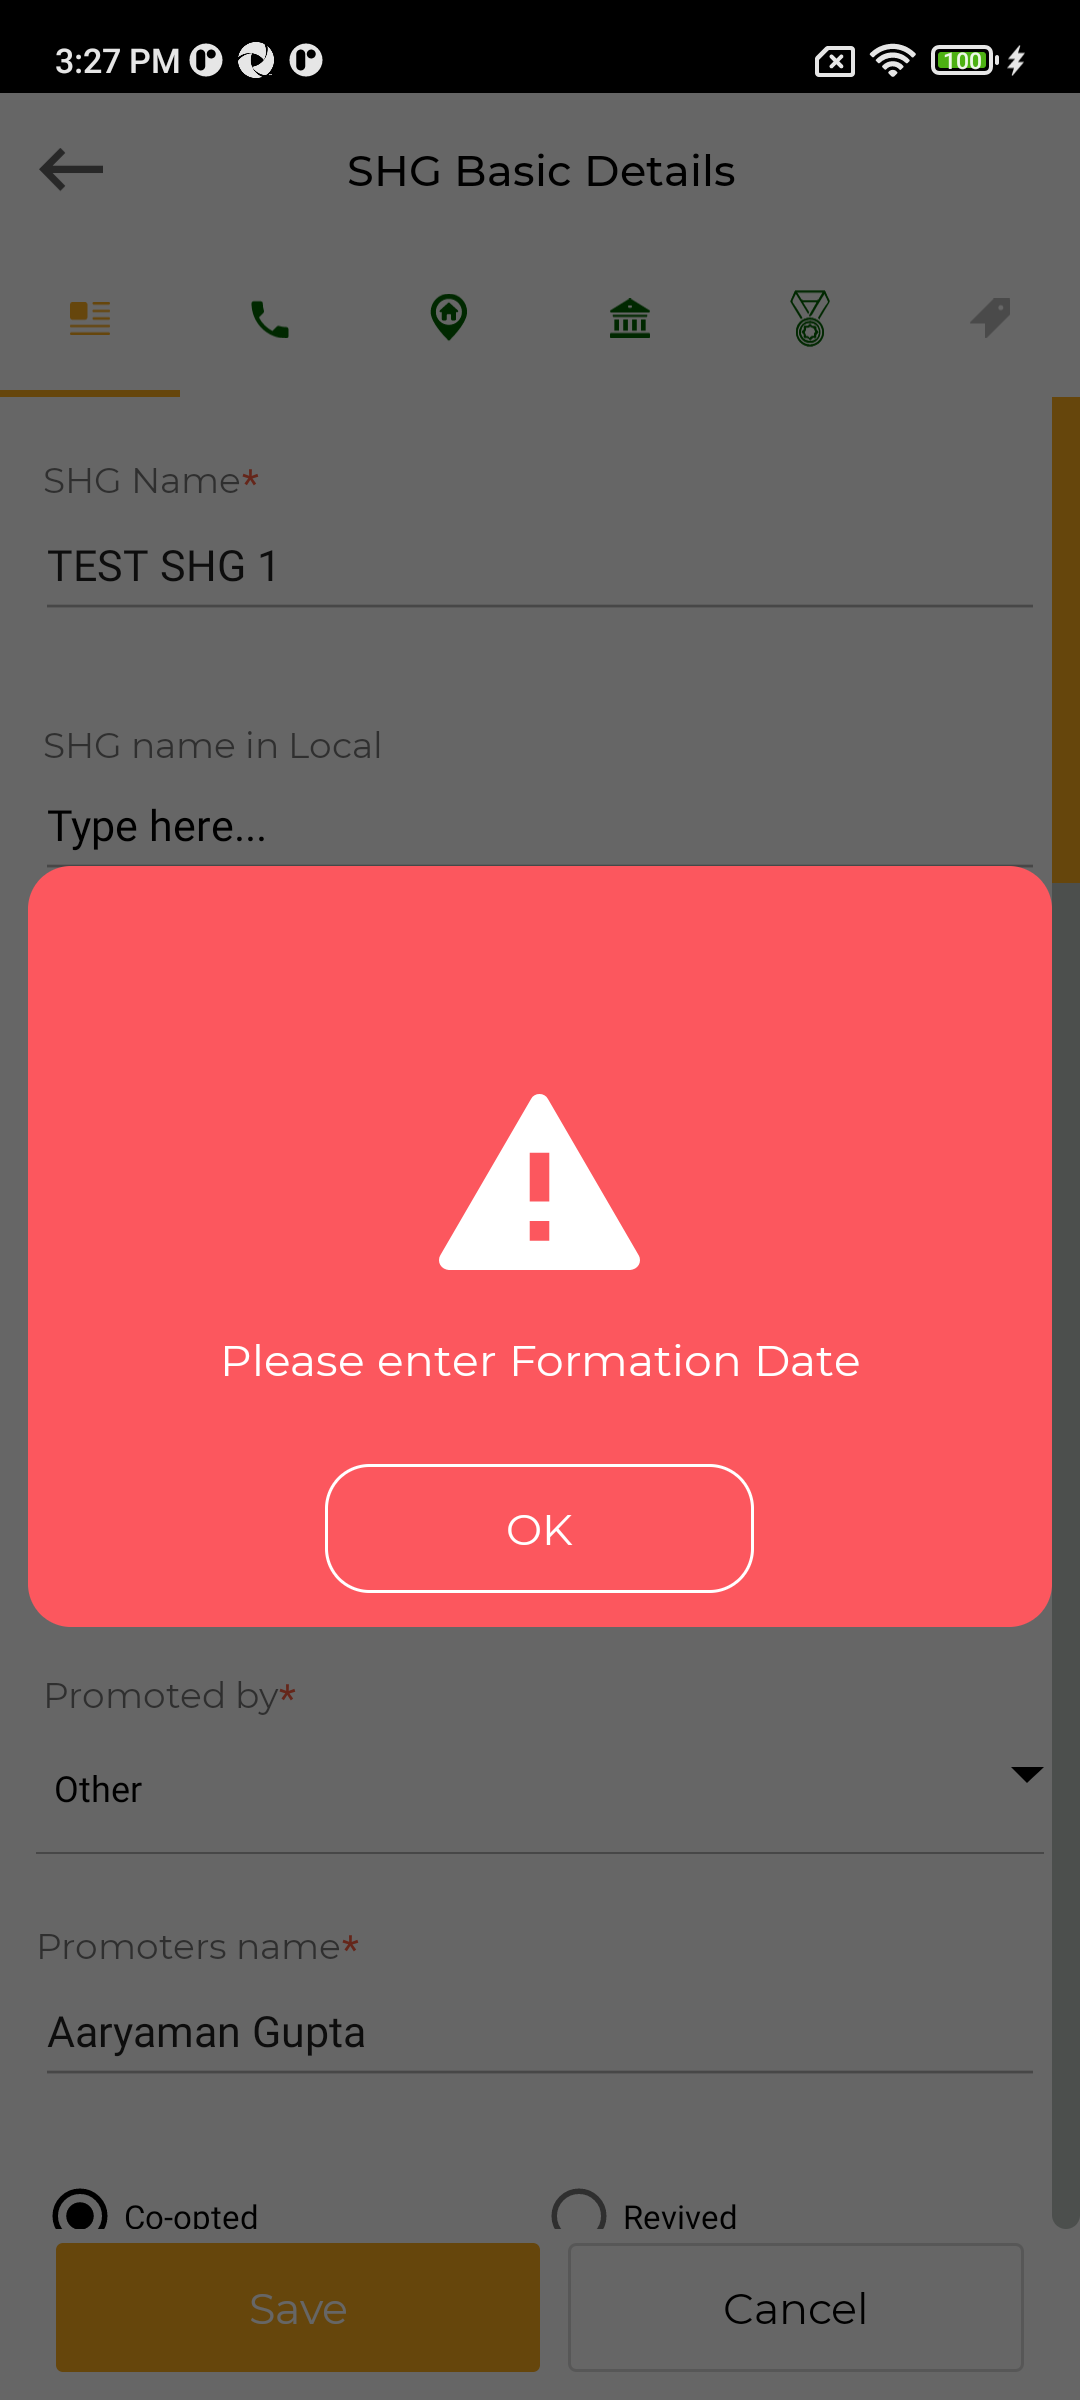 3:27 PM
100
SHG Basic Details
SHG Name*
TEST SHG 1
SHG name in Local
Type here...
Please enter Formation Date
OK
Promoted by*
Other
Promoters name*
Aaryaman Gupta
Co-opted Revived
Save Cancel